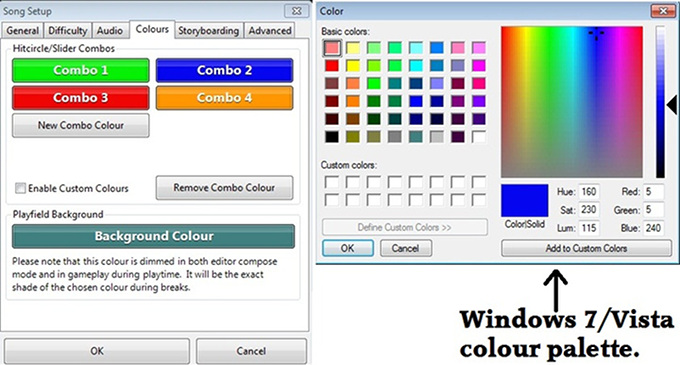 Song Setup
General Difficulty Audio Colours Storyboarding Advanced
Hitcircle/Slider Combos
Combo 1 Combo 2
Combo 3 Combo 4
New Combo Colour
Enable Custom Colours Remove Combo Colour
Playfield Background
Background Colour
Please note that this colour is dimmed in both editor compose
mode and in gameplay during playtime. It will be the exact
shade of the chosen colour during breaks.
OK Cancel
Color
Basic colors:
Custom colors:
Define Custom Colors >>
OK Cancel
Color|Solid
Hue: 160 Red: 5
Sat: 230 Green: 5
Lum: 115 Blue: 240
Add to Custom Colors
Windows 7/Vista
colour palette.